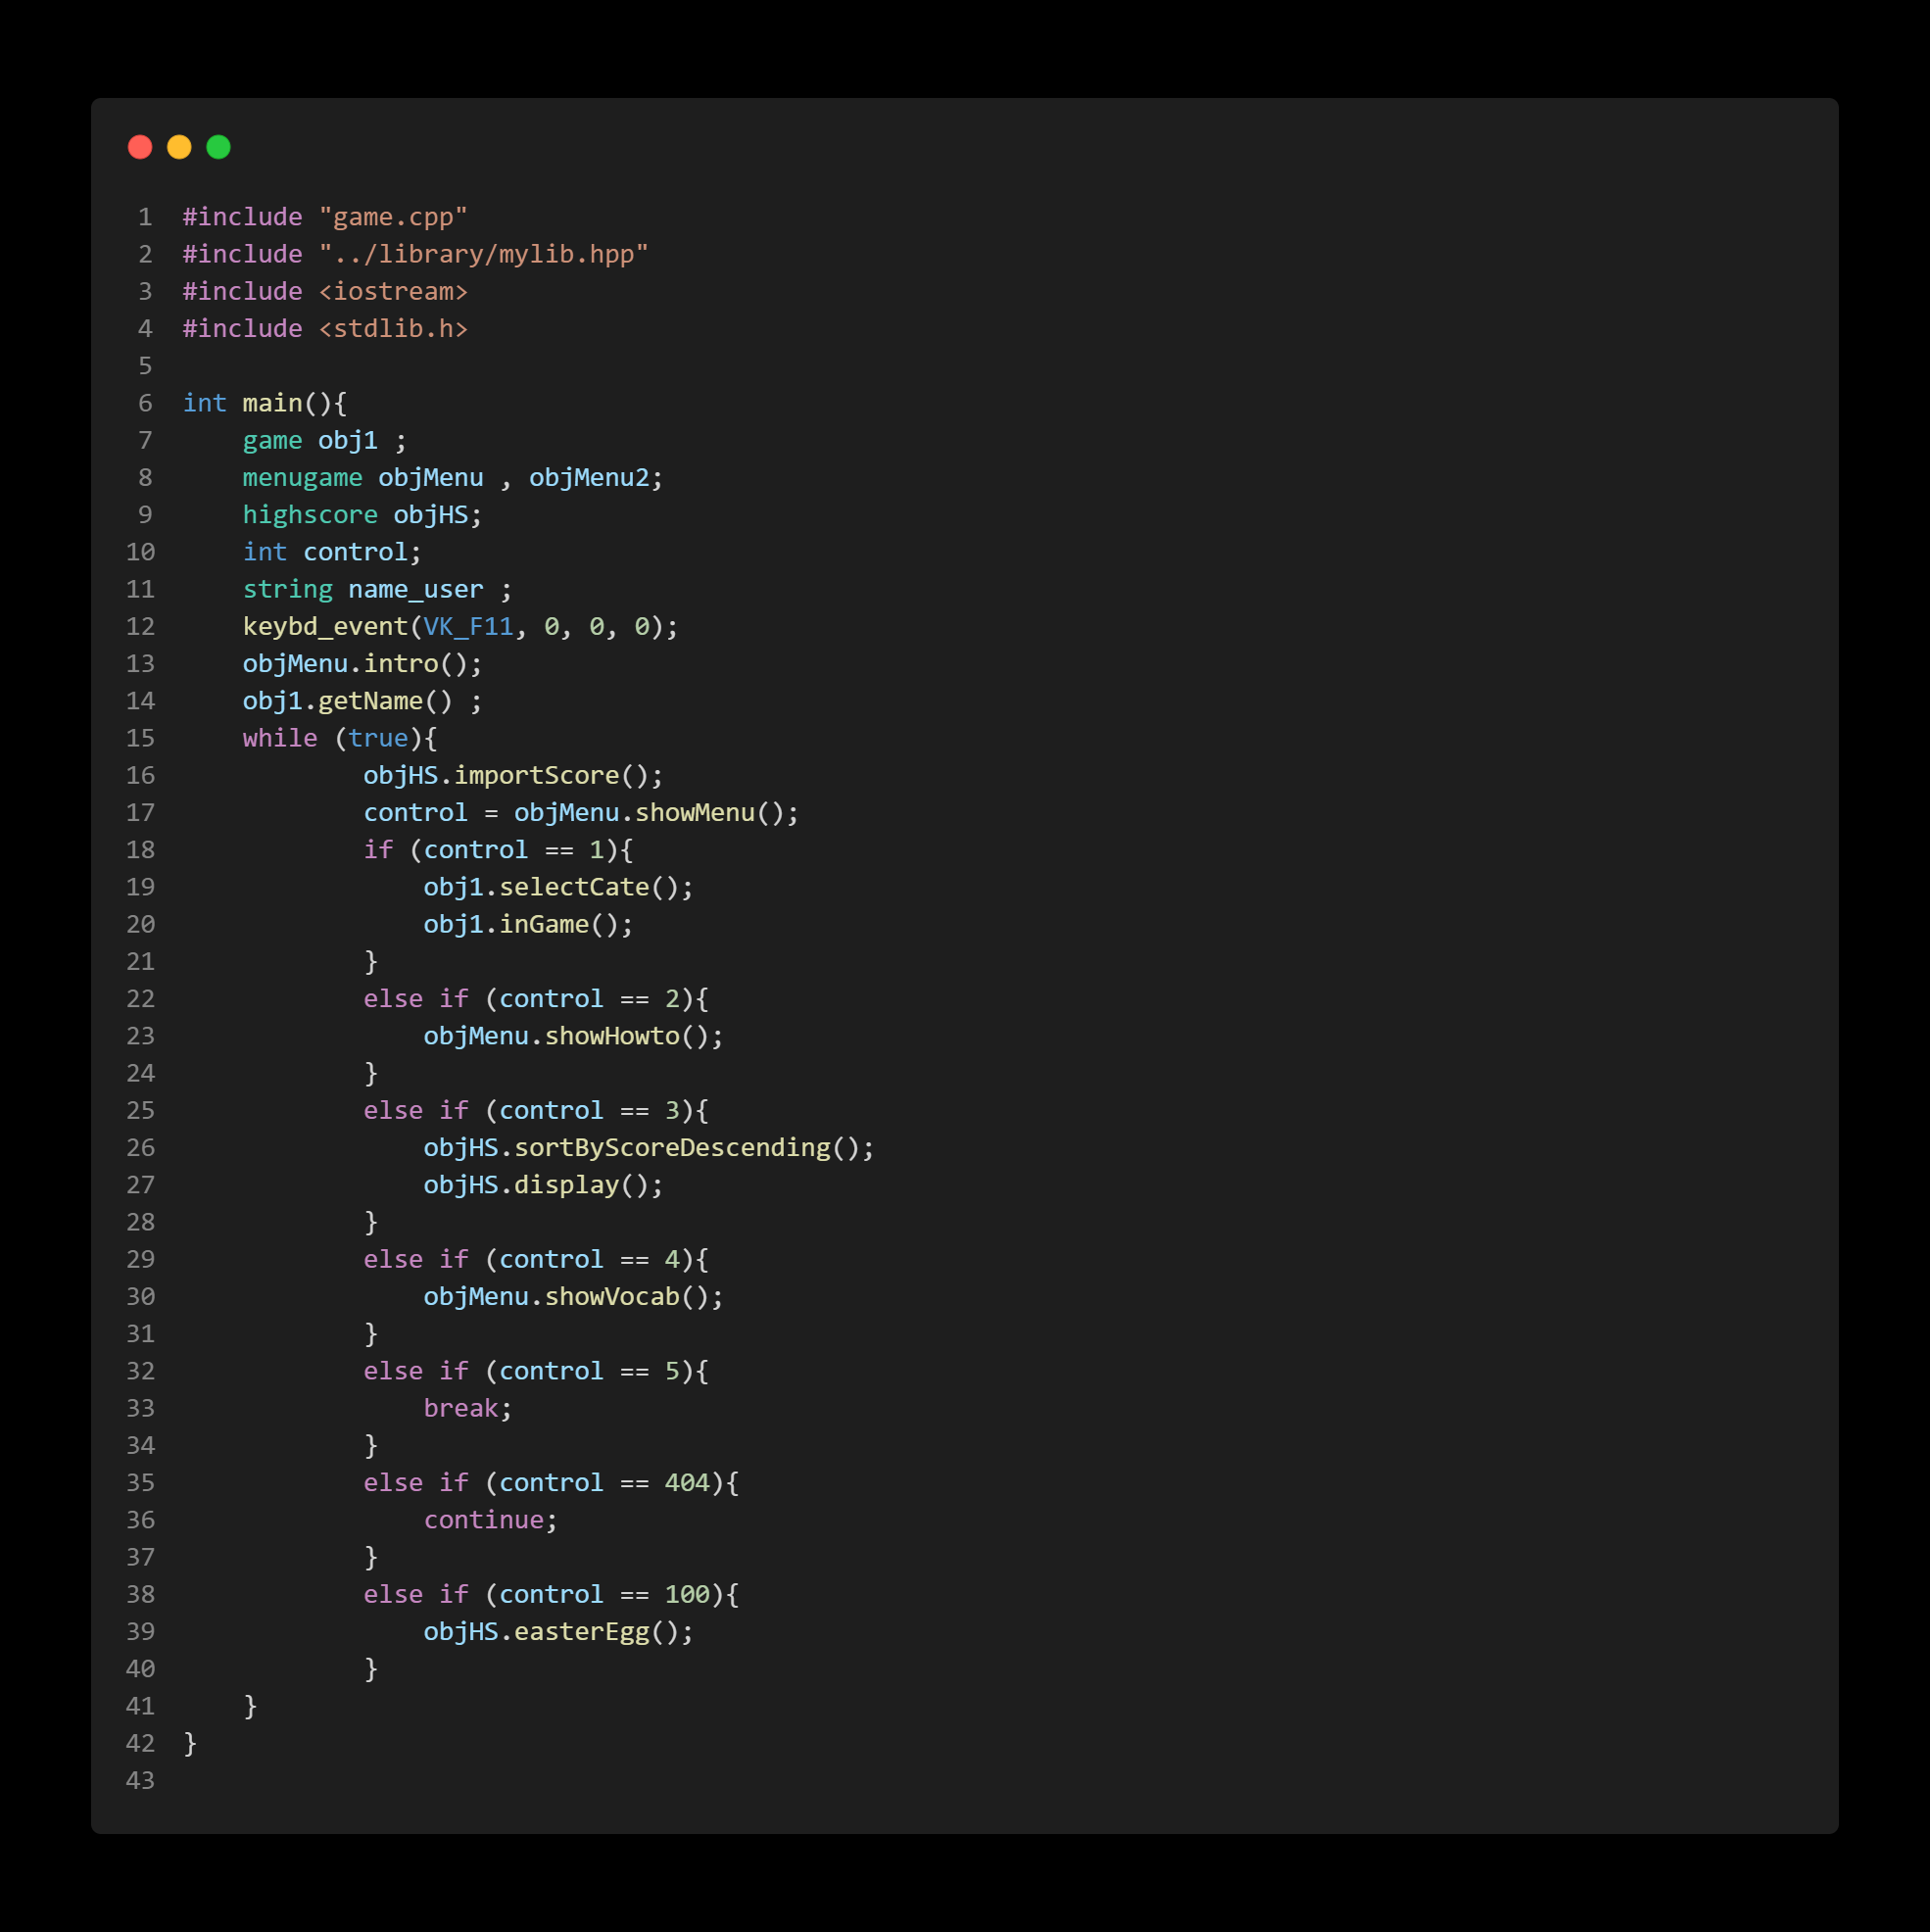 1 #include "game.cpp"
2 #include "../library/mylib.hpp"
3 #include <iostream>
4 #include <stdlib.h>
5
6 int main(){
7     game obj1 ;
8     menugame objMenu , objMenu2;
9     highscore objHS;
10     int control;
11     string name_user ;
12     keybd_event(VK_F11, 0, 0, 0);
13     objMenu.intro();
14     obj1.getName() ;
15     while (true){
16             objHS.importScore();
17             control = objMenu.showMenu();
18             if (control == 1){
19                 obj1.selectCate();
20                 obj1.inGame();
21             }
22             else if (control == 2){
23                 objMenu.showHowto();
24             }
25             else if (control == 3){
26                 objHS.sortByScoreDescending();
27                 objHS.display();
28             }
29             else if (control == 4){
30                 objMenu.showVocab();
31             }
32             else if (control == 5){
33                 break;
34             }
35             else if (control == 404){
36                 continue;
37             }
38             else if (control == 100){
39                 objHS.easterEgg();
40             }
41     }
42 }
43